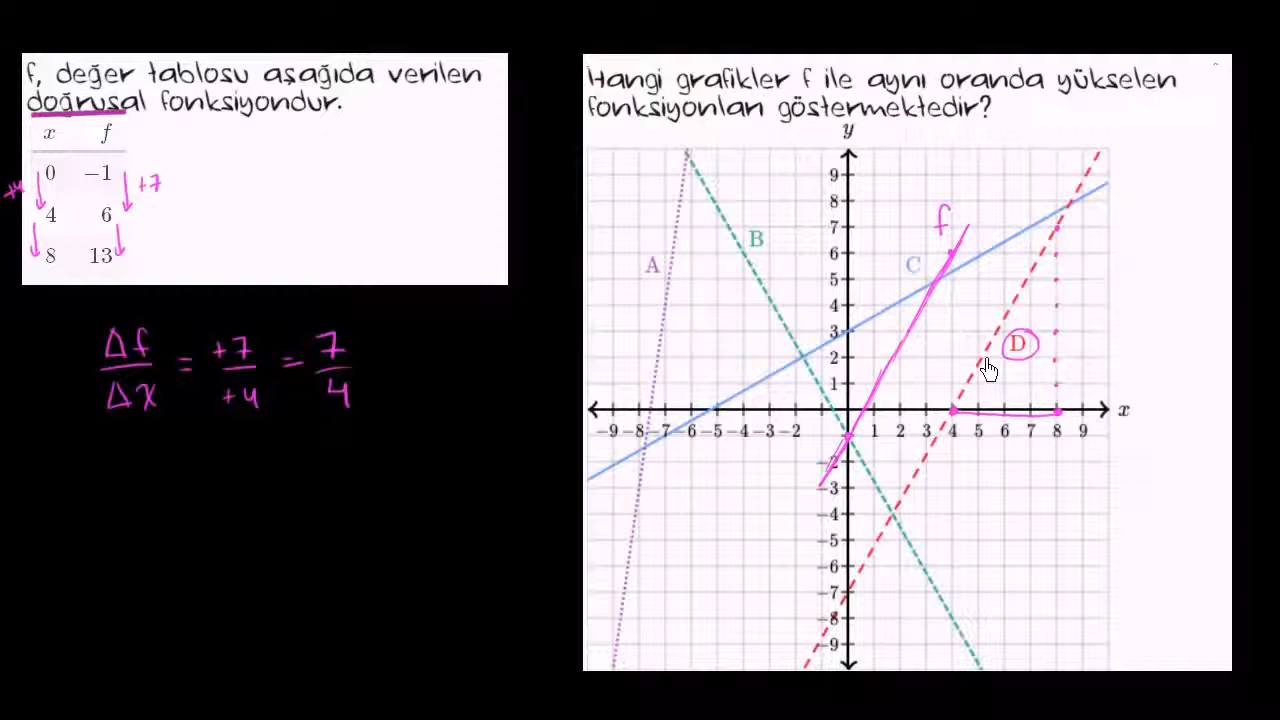 f, değer tablosu aşağıda verilen
doğrusal fonksiyondur.
x f
0 −1
4 6
8 13
+4
+7
Δf/Δx = +7/+4 = 7/4
Hangi grafikler f ile aynı oranda yükselen
fonksiyonları göstermektedir?
y
x
9
8
7
6
5
4
3
2
1
−9 −8 −7 −6 −5 −4 −3 −2 1 2 3 4 5 6 7 8 9
−2
−3
−4
−5
−6
−7
−8
−9
A
B
C
D
f